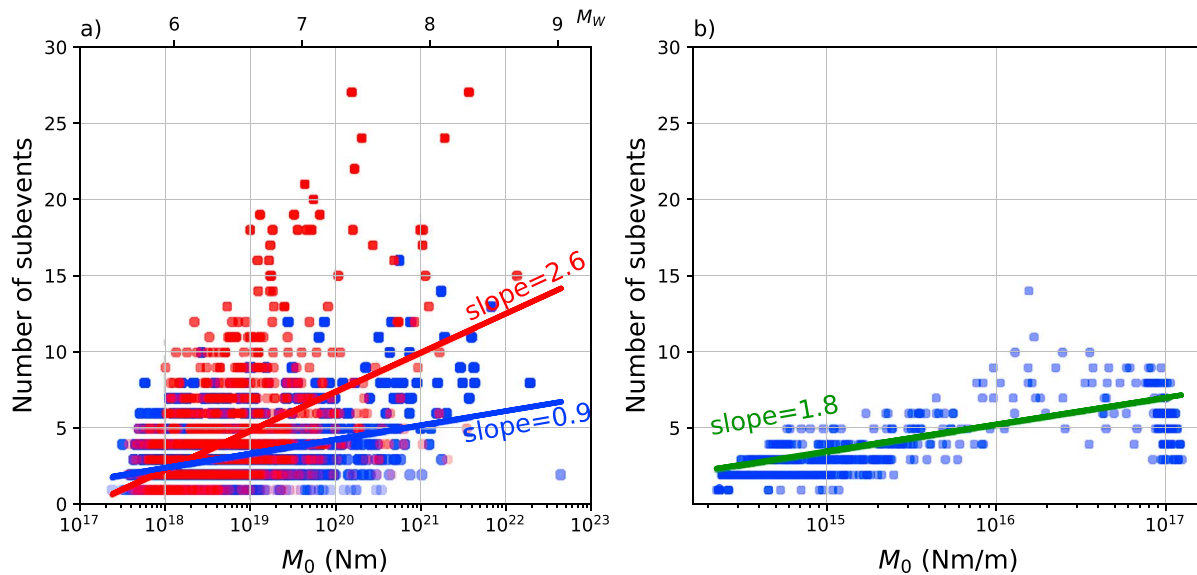 a)
6 7 8 9 M_W
30
25
20
15
10
5
0
Number of subevents
slope=2.6
slope=0.9
10^17 10^18 10^19 10^20 10^21 10^22 10^23
M_0 (Nm)
b)
30
25
20
15
10
5
0
Number of subevents
slope=1.8
10^15 10^16 10^17
M_0 (Nm/m)